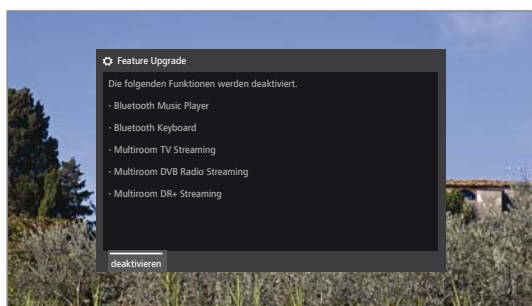 Feature Upgrade
Die folgenden Funktionen werden deaktiviert.
- Bluetooth Music Player
- Bluetooth Keyboard
- Multiroom TV Streaming
- Multiroom DVB Radio Streaming
- Multiroom DR+ Streaming
deaktivieren